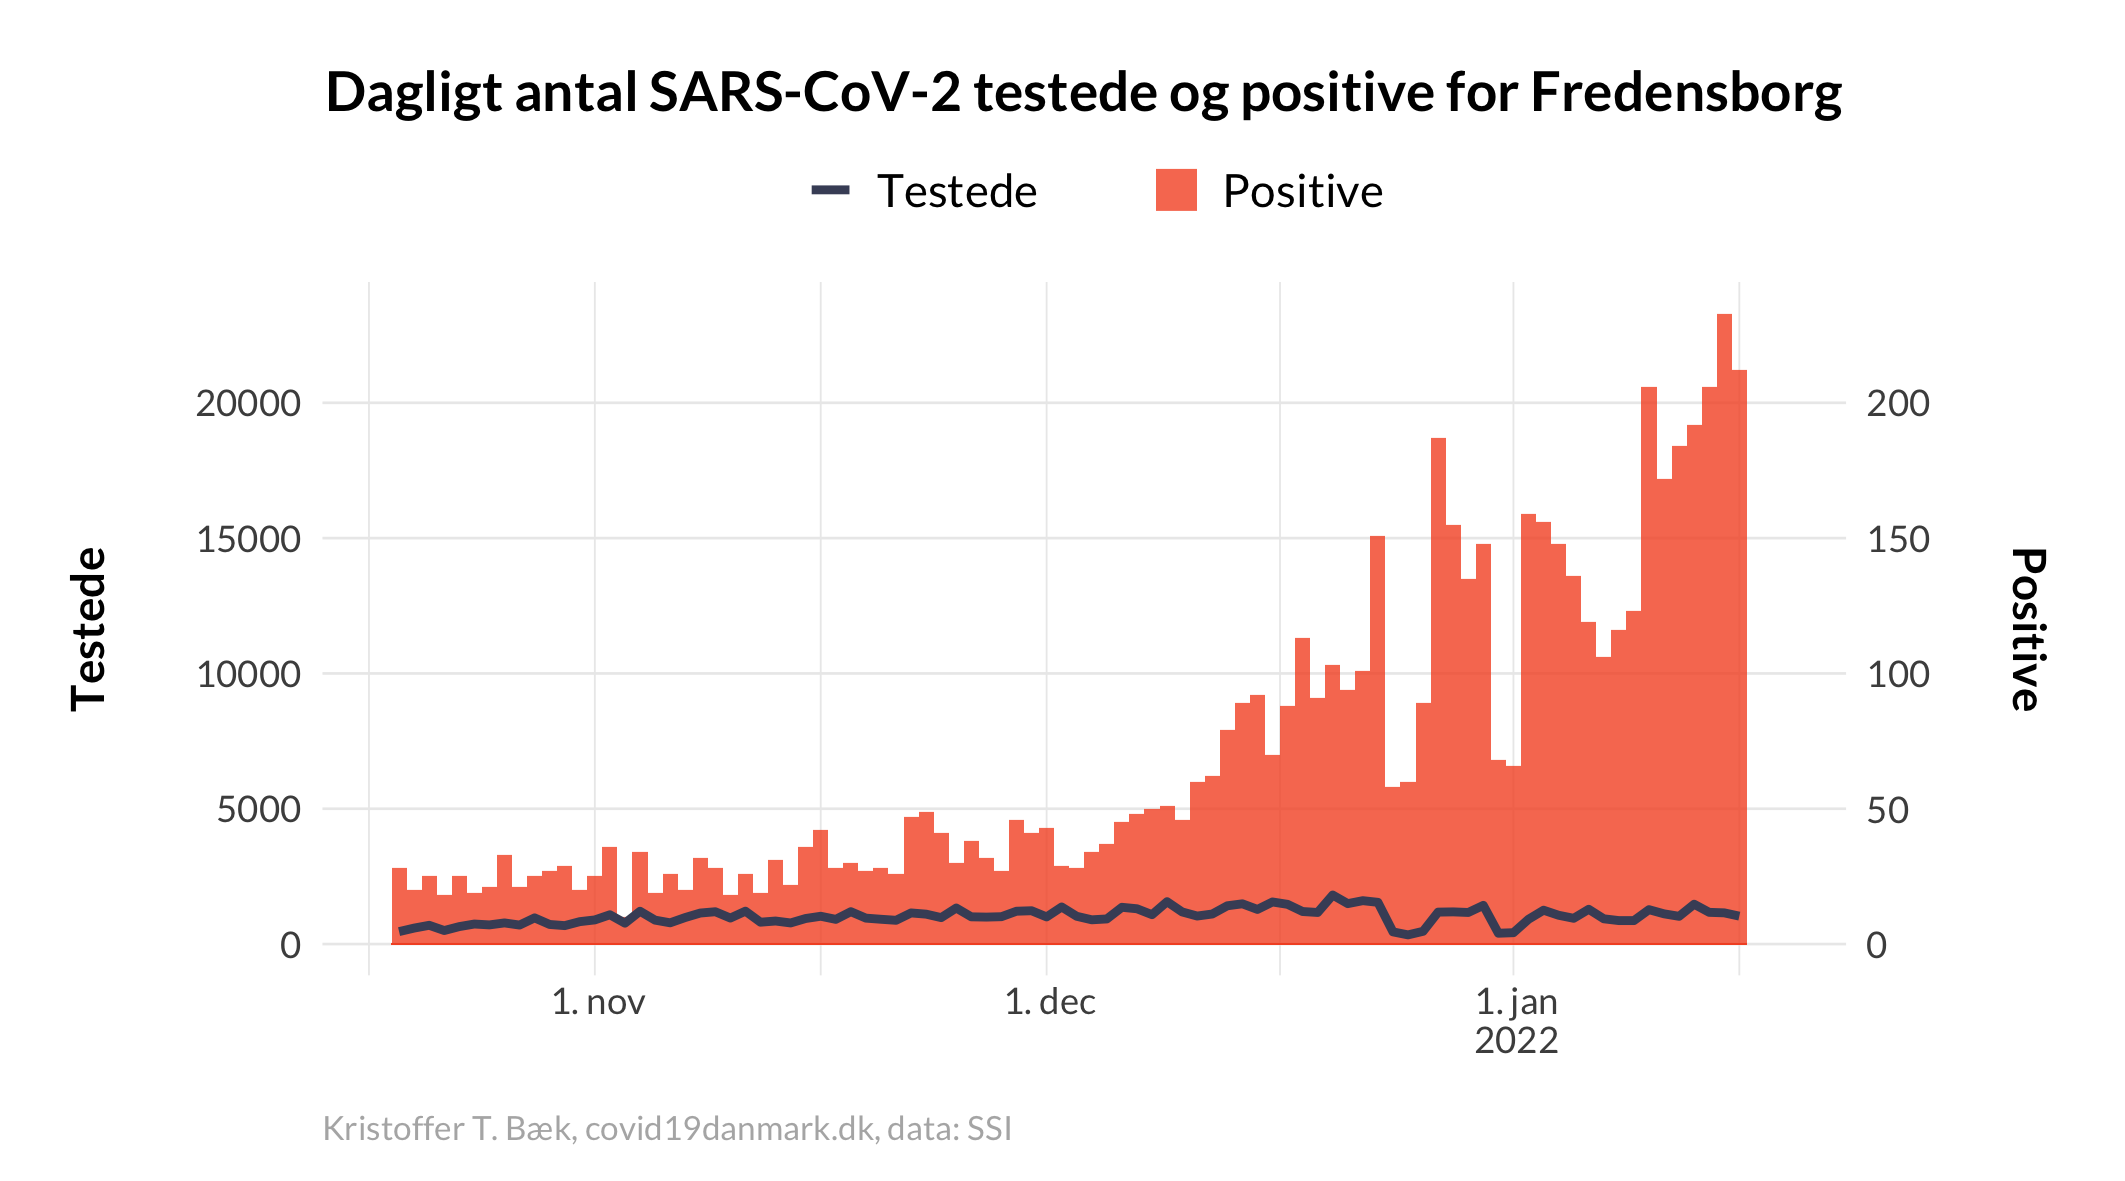 Dagligt antal SARS-CoV-2 testede og positive for Fredensborg
Testede
Positive
20000
15000
10000
5000
0
Testede
200
150
100
50
0
Positive
1. nov
1. dec
1. jan
2022
Kristoffer T. Bæk, covid19danmark.dk, data: SSI